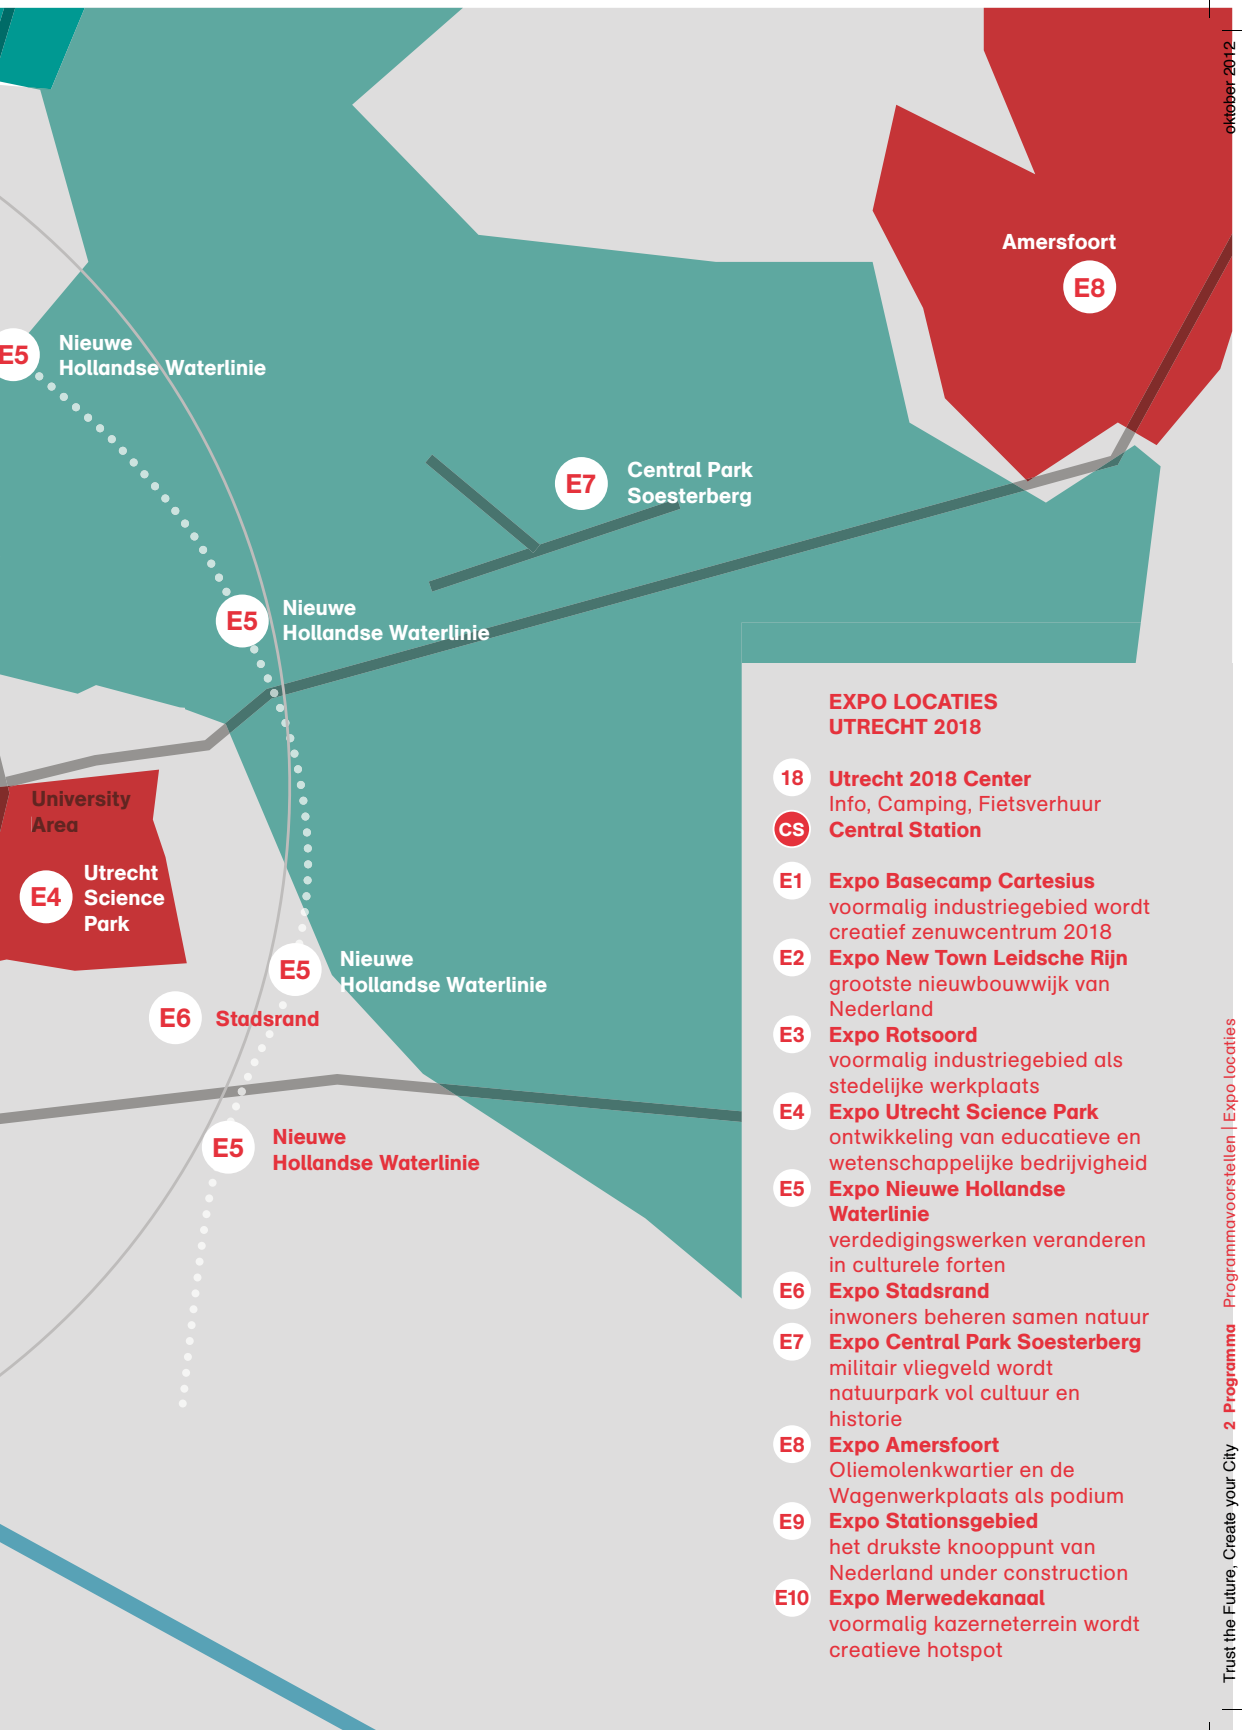 oktober 2012
Amersfoort
E8
E5
Nieuwe
Hollandse Waterlinie
E7
Central Park
Soesterberg
E5
Nieuwe
Hollandse Waterlinie
University
Area
E4
Utrecht
Science
Park
E5
Nieuwe
Hollandse Waterlinie
E6
Stadsrand
E5
Nieuwe
Hollandse Waterlinie
EXPO LOCATIES
UTRECHT 2018
18 Utrecht 2018 Center
Info, Camping, Fietsverhuur
CS Central Station
E1 Expo Basecamp Cartesius
voormalig industriegebied wordt
creatief zenuwcentrum 2018
E2 Expo New Town Leidsche Rijn
grootste nieuwbouwwijk van
Nederland
E3 Expo Rotsoord
voormalig industriegebied als
stedelijke werkplaats
E4 Expo Utrecht Science Park
ontwikkeling van educatieve en
wetenschappelijke bedrijvigheid
E5 Expo Nieuwe Hollandse
Waterlinie
verdedigingswerken veranderen
in culturele forten
E6 Expo Stadsrand
inwoners beheren samen natuur
E7 Expo Central Park Soesterberg
militair vliegveld wordt
natuurpark vol cultuur en
historie
E8 Expo Amersfoort
Oliemolenkwartier en de
Wagenwerkplaats als podium
E9 Expo Stationsgebied
het drukste knooppunt van
Nederland under construction
E10 Expo Merwedekanaal
voormalig kazerneterrein wordt
creatieve hotspot
Trust the Future, Create your City 2 Programma Programmavoorstellen | Expo locaties